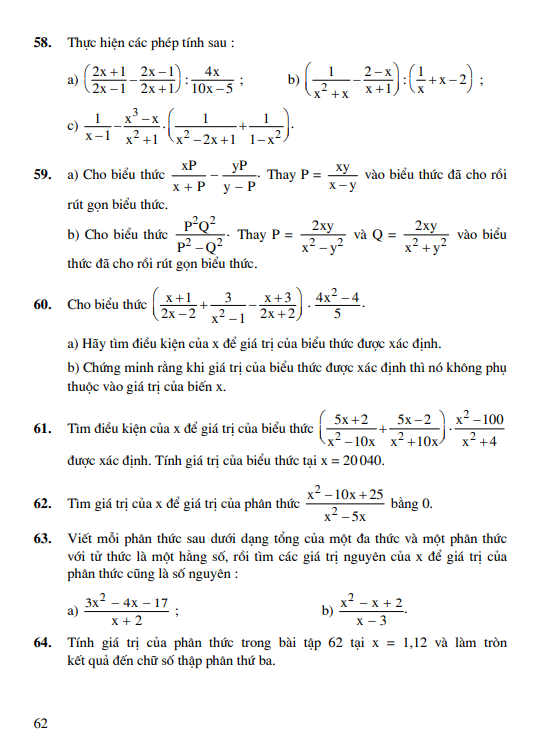 58. Thực hiện các phép tính sau :
a) $\left(\frac{2x+1}{2x-1} - \frac{2x-1}{2x+1}\right) : \frac{4x}{10x-5}$ ; b) $\left(\frac{1}{x^2+x} - \frac{2-x}{x+1}\right) : \left(\frac{1}{x} + x - 2\right)$ ;
c) $\frac{1}{x-1} - \frac{x^3-x}{x^2+1} \cdot \left(\frac{1}{x^2-2x+1} + \frac{1}{1-x^2}\right)$.
59. a) Cho biểu thức $\frac{xP}{x+P} - \frac{yP}{y-P}$. Thay P = $\frac{xy}{x-y}$ vào biểu thức đã cho rồi
rút gọn biểu thức.
b) Cho biểu thức $\frac{P^2Q^2}{P^2-Q^2}$. Thay P = $\frac{2xy}{x^2-y^2}$ và Q = $\frac{2xy}{x^2+y^2}$ vào biểu
thức đã cho rồi rút gọn biểu thức.
60. Cho biểu thức $\left(\frac{x+1}{2x-2} + \frac{3}{x^2-1} - \frac{x+3}{2x+2}\right) \cdot \frac{4x^2-4}{5}$.
a) Hãy tìm điều kiện của x để giá trị của biểu thức được xác định.
b) Chứng minh rằng khi giá trị của biểu thức được xác định thì nó không phụ
thuộc vào giá trị của biến x.
61. Tìm điều kiện của x để giá trị của biểu thức $\left(\frac{5x+2}{x^2-10x} + \frac{5x-2}{x^2+10x}\right) \cdot \frac{x^2-100}{x^2+4}$
được xác định. Tính giá trị của biểu thức tại x = 20 040.
62. Tìm giá trị của x để giá trị của phân thức $\frac{x^2-10x+25}{x^2-5x}$ bằng 0.
63. Viết mỗi phân thức sau dưới dạng tổng của một đa thức và một phân thức
với tử thức là một hằng số, rồi tìm các giá trị nguyên của x để giá trị của
phân thức cũng là số nguyên :
a) $\frac{3x^2-4x-17}{x+2}$ ; b) $\frac{x^2-x+2}{x-3}$.
64. Tính giá trị của phân thức trong bài tập 62 tại x = 1,12 và làm tròn
kết quả đến chữ số thập phân thứ ba.
62